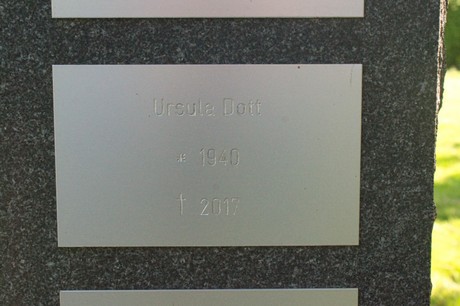 Ursula Dott
* 1940
† 2017